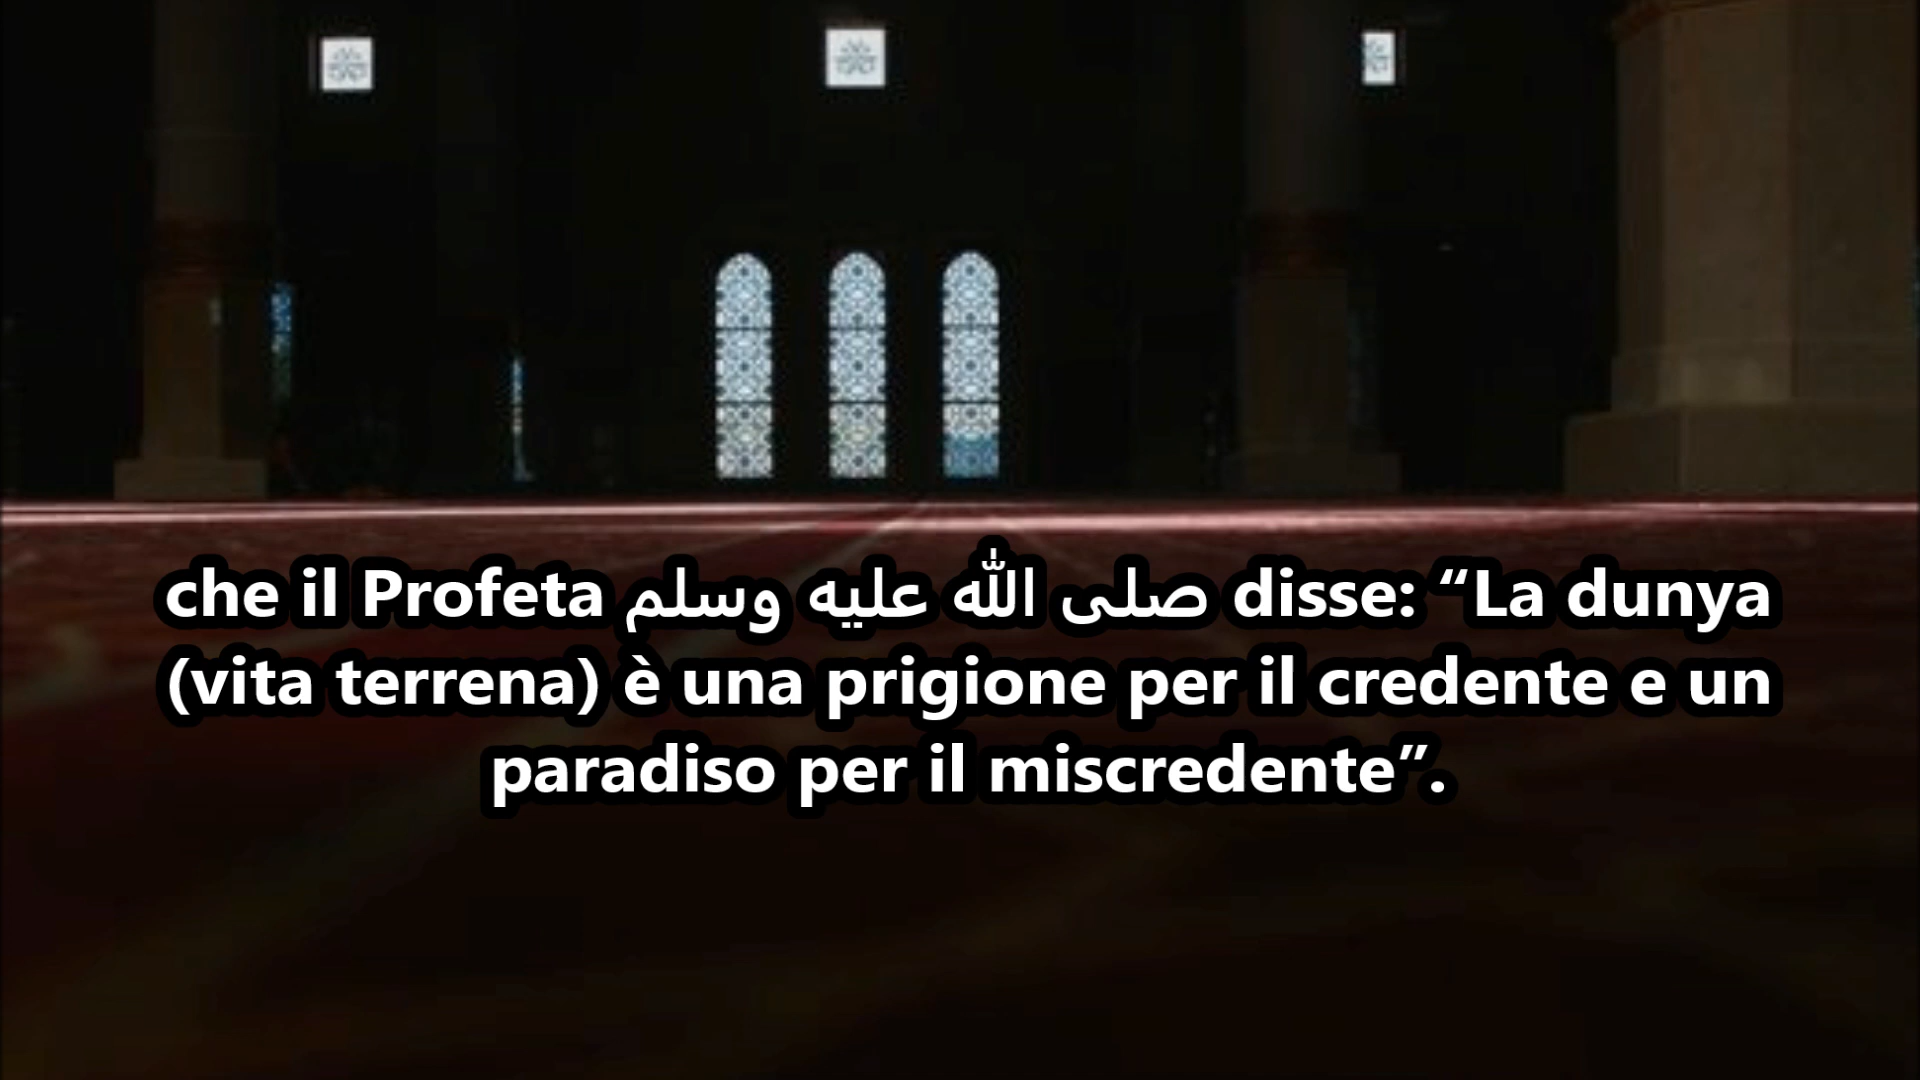 che il Profeta صلى الله عليه وسلم disse: “La dunya
(vita terrena) è una prigione per il credente e un
paradiso per il miscredente”.